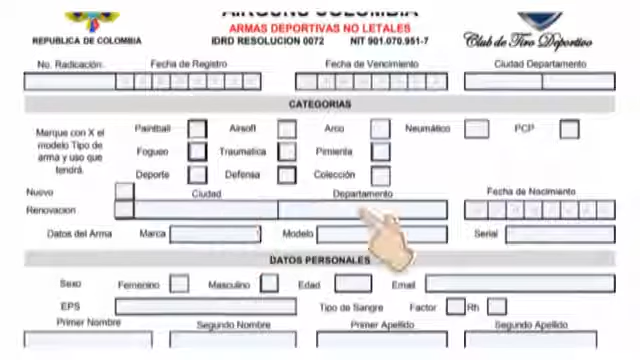 AIRGUNS COLOMBIA
ARMAS DEPORTIVAS NO LETALES
REPUBLICA DE COLOMBIA IDRD RESOLUCION 0072 NIT 901.070.951-7 Club de Tiro Deportivo
No. Radicación: Fecha de Registro Fecha de Vencimiento Ciudad Departamento
CATEGORIAS
Marque con X el modelo Tipo de arma y uso que tendrá. Paintball Airsoft Arco Neumático PCP
Fogueo Traumatica Pimienta
Deporte Defensa Colección
Nuevo Ciudad Departamento Fecha de Nacimiento
Renovacion
Datos del Arma Marca Modelo Serial
DATOS PERSONALES
Sexo Femenino Masculino Edad Email
EPS Tipo de Sangre Factor Rh
Primer Nombre Segundo Nombre Primer Apellido Segundo Apellido